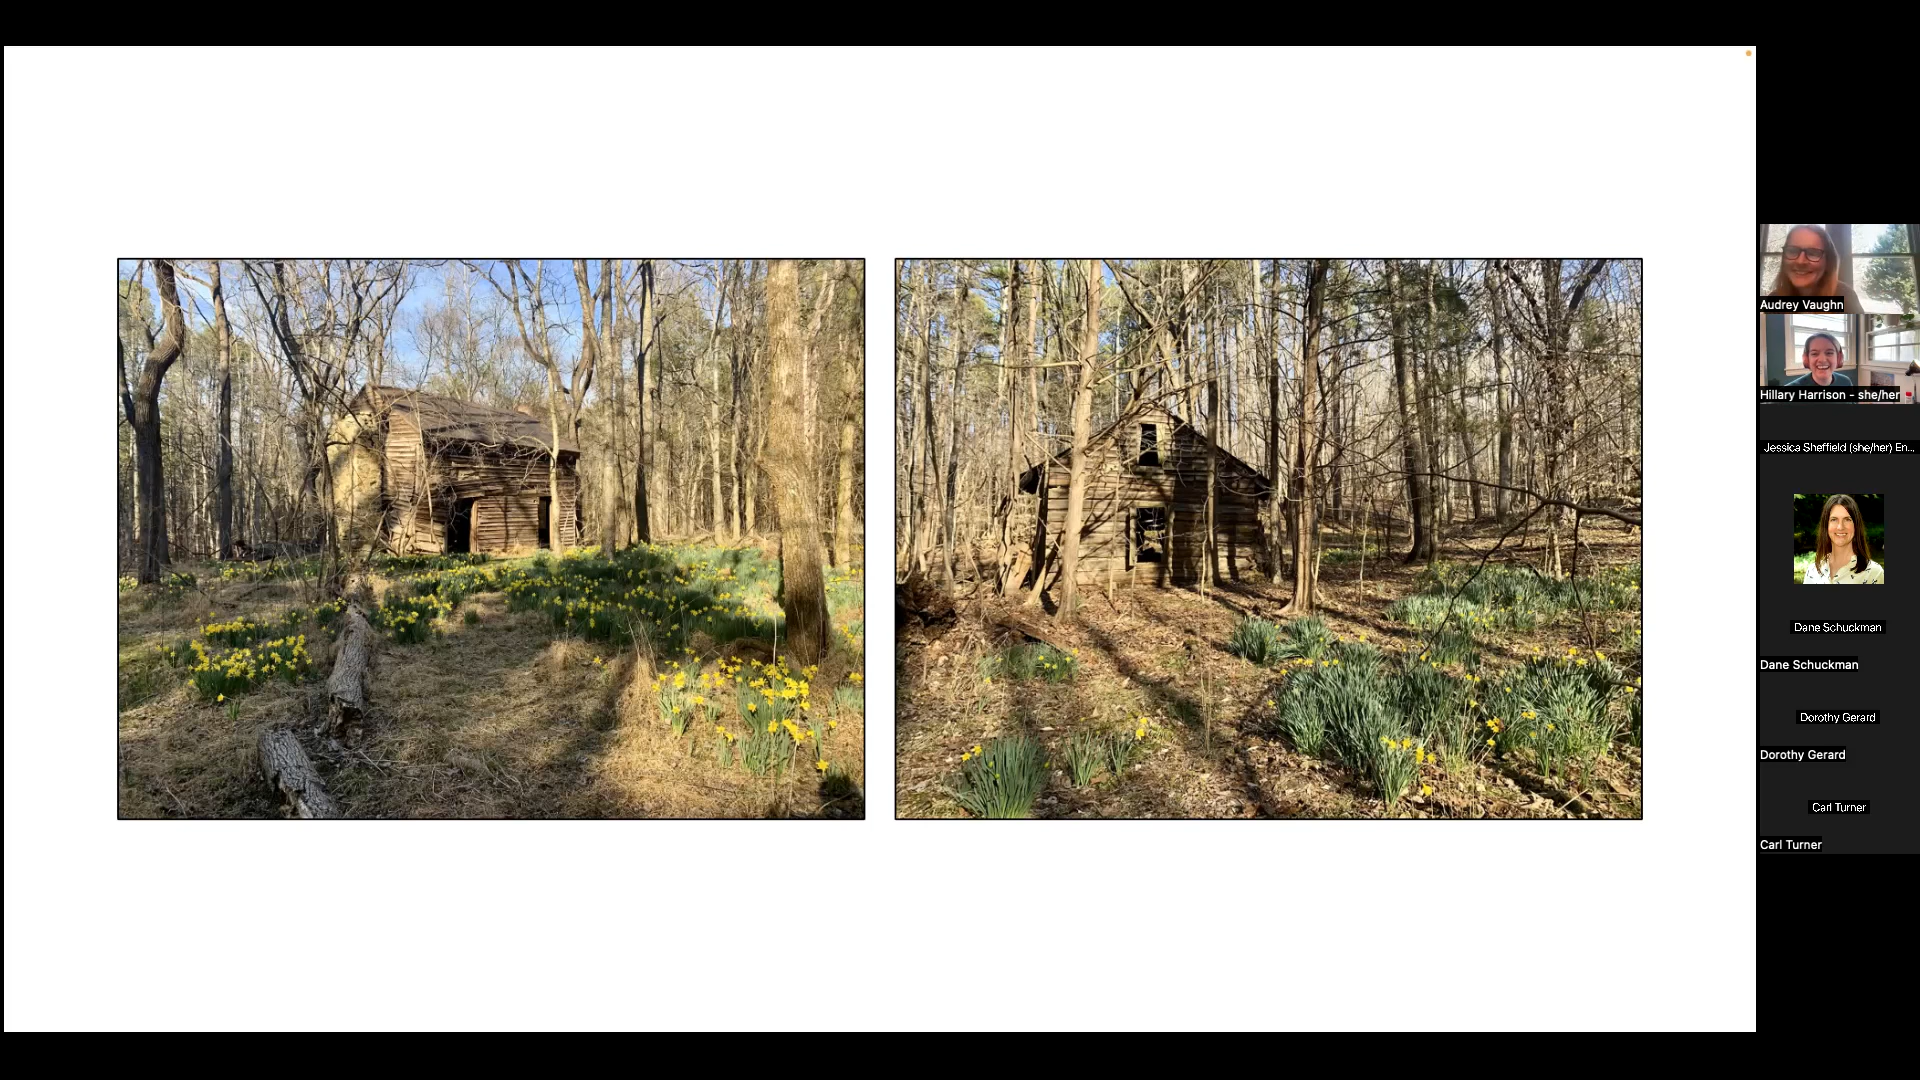 Audrey Vaughn
Hillary Harrison - she/her
Jessica Sheffield (she/her) En...
Dane Schuckman
Dane Schuckman
Dorothy Gerard
Dorothy Gerard
Carl Turner
Carl Turner